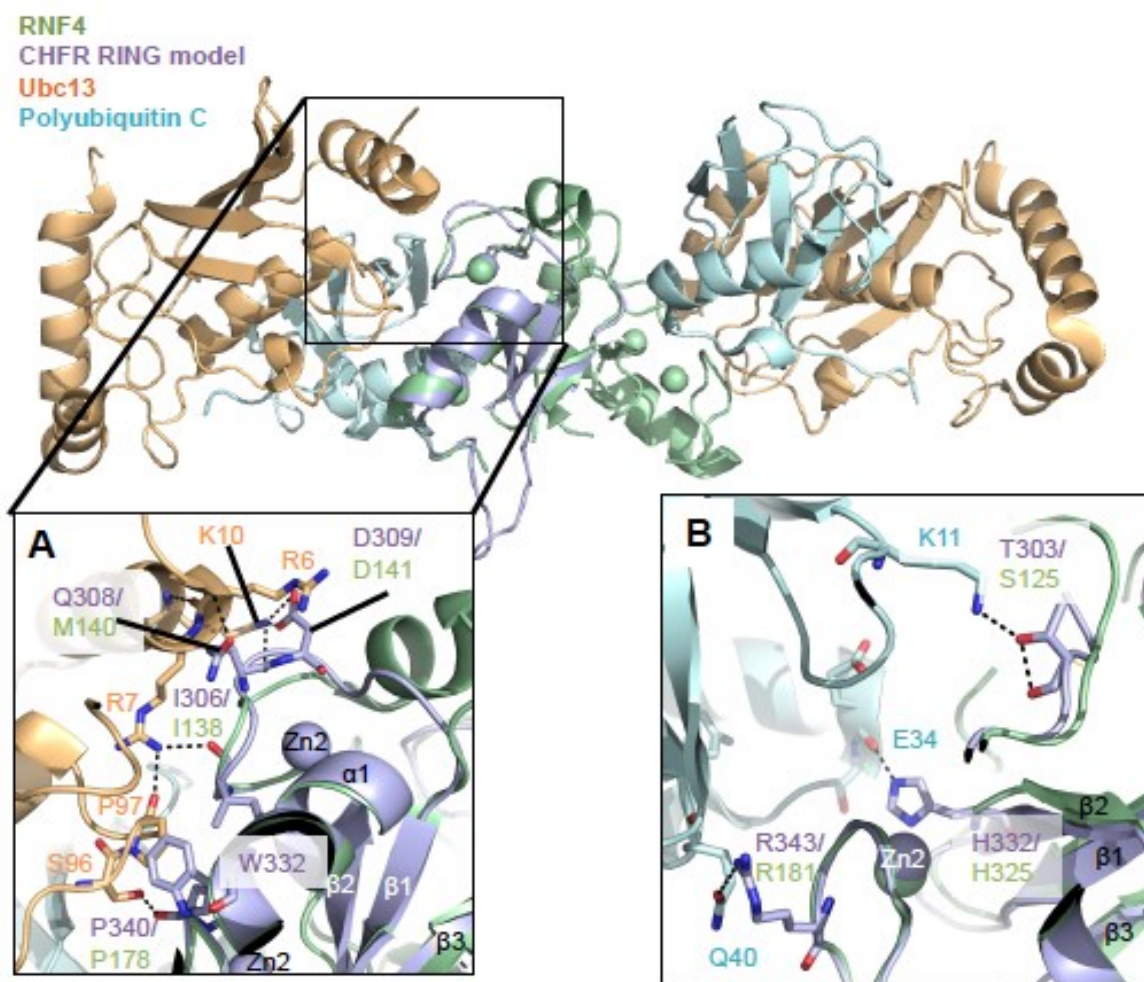 RNF4
CHFR RING model
Ubc13
Polyubiquitin C
A
K10
R6
D309/
D141
Q308/
M140
R7
I306/
I138
Zn2
α1
P97
S96
W332
β2
β1
P340/
P178
Zn2
β3
B
K11
T303/
S125
E34
β2
R343/
R181
Zn2
H332/
H325
β1
Q40
β3